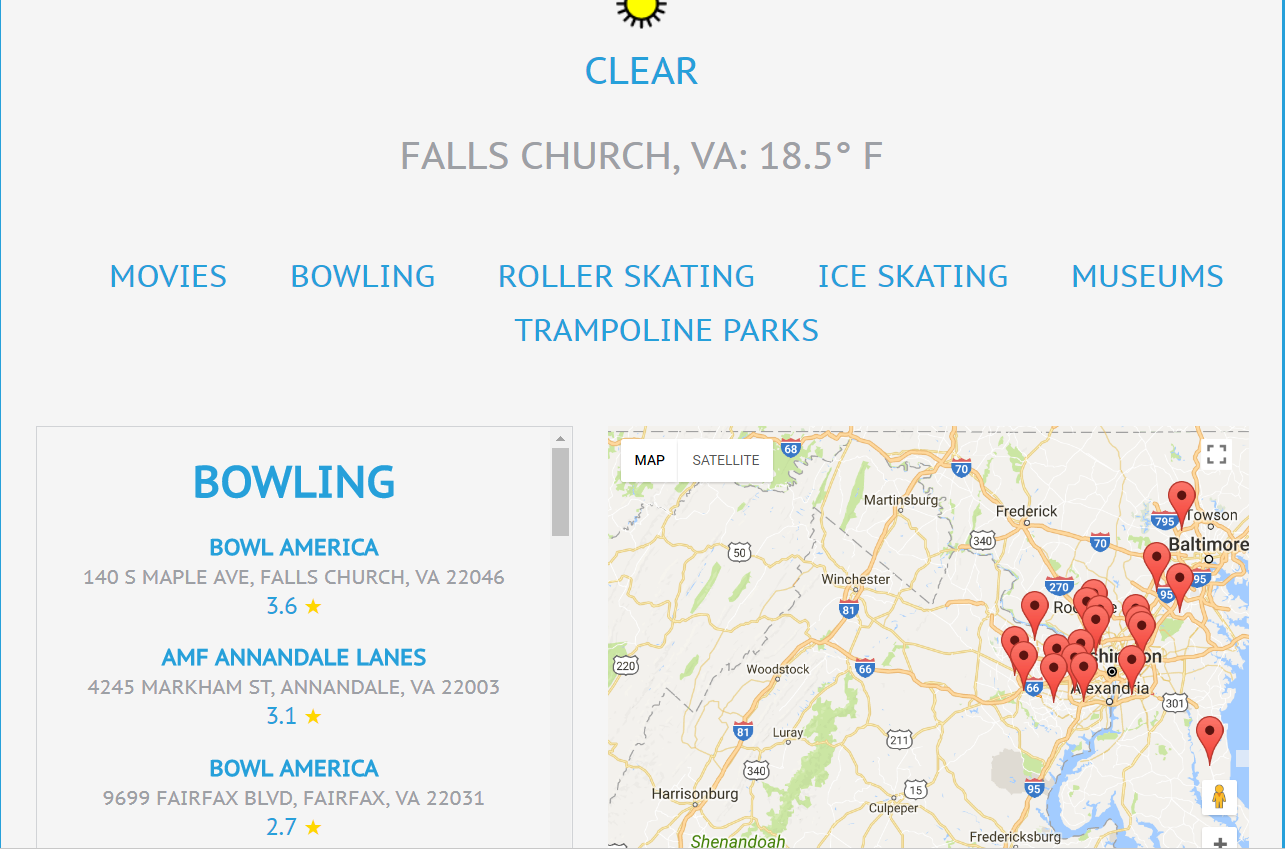 CLEAR
FALLS CHURCH, VA: 18.5° F
MOVIES BOWLING ROLLER SKATING ICE SKATING MUSEUMS
TRAMPOLINE PARKS
BOWLING
BOWL AMERICA
140 S MAPLE AVE, FALLS CHURCH, VA 22046
3.6 ★
AMF ANNANDALE LANES
4245 MARKHAM ST, ANNANDALE, VA 22003
3.1 ★
BOWL AMERICA
9699 FAIRFAX BLVD, FAIRFAX, VA 22031
2.7 ★
MAP SATELLITE
68
70
Martinsburg
Frederick
795
Towson
340
70
Baltimore
50
Winchester
270
95
95
81
220
Woodstock
66
66
Alexandria
301
81
Luray
211
340
Harrisonburg
15
95
Culpeper
Fredericksburg
Shenandoah